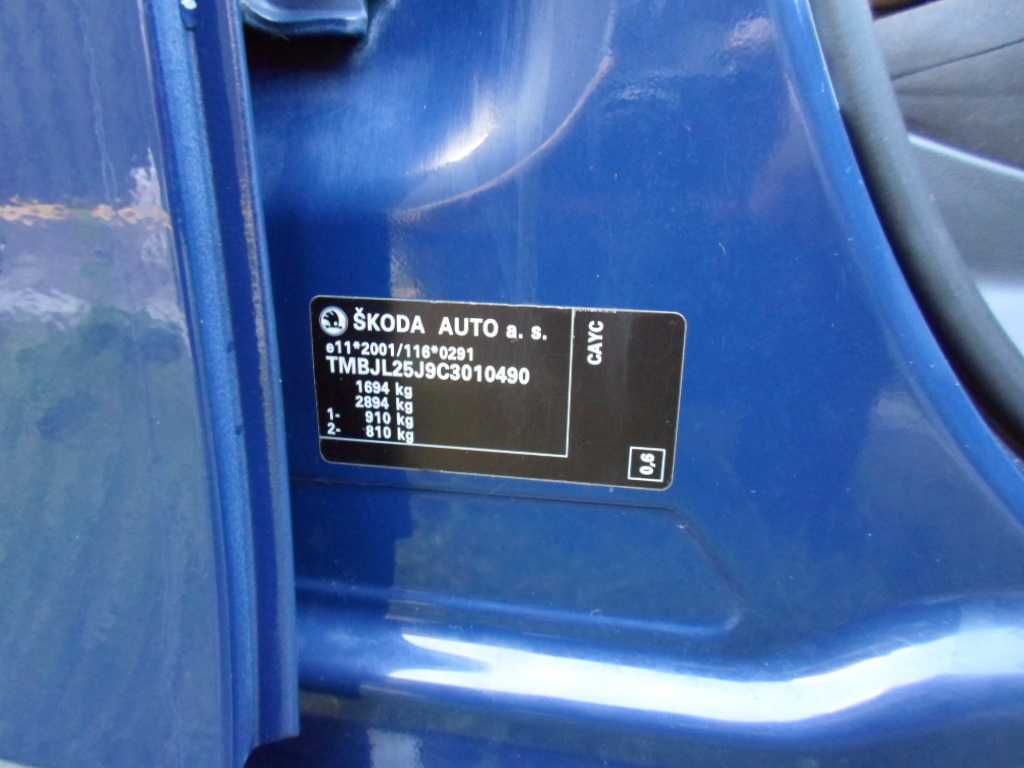 ŠKODA AUTO a. s.
e11*2001/116*0291
TMBJL25J9C3010490
1694 kg
2894 kg
1- 910 kg
2- 810 kg
CAYC
0,6